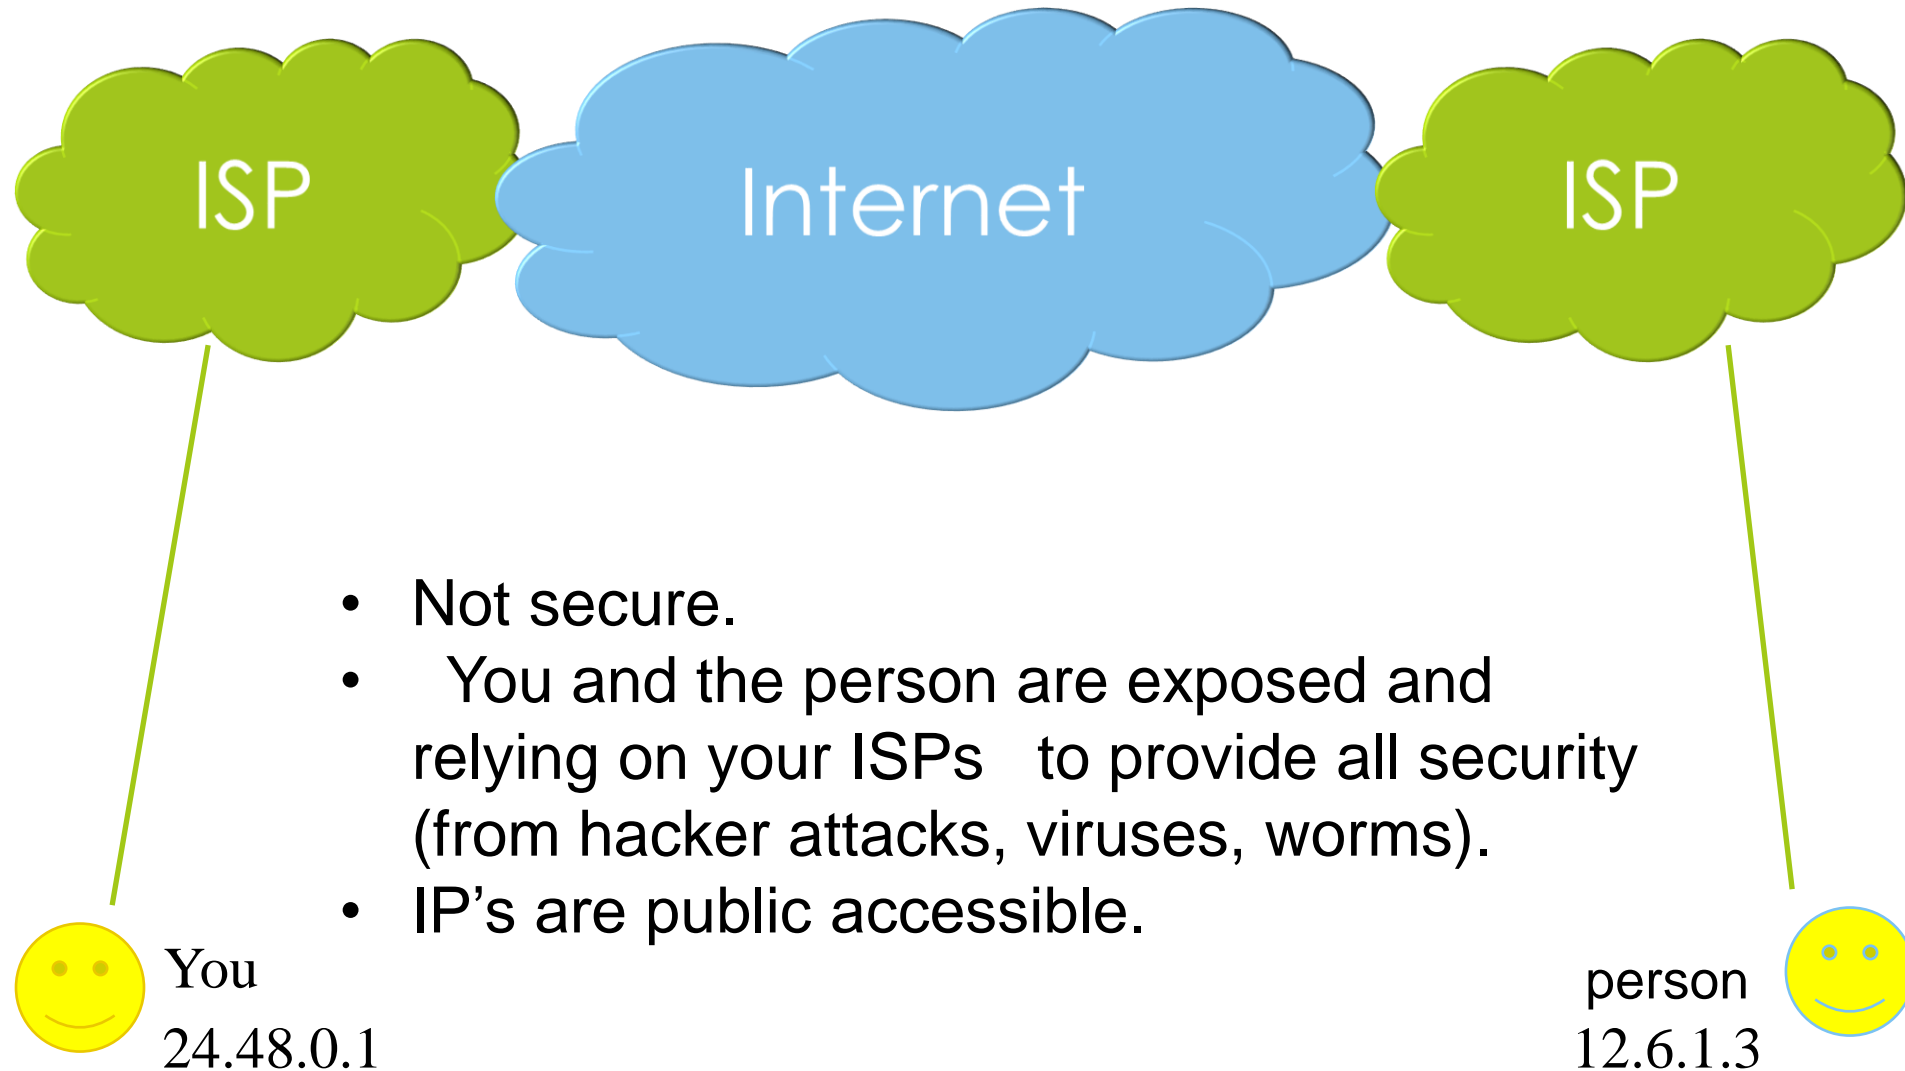 ISP
Internet
ISP
• Not secure.
• You and the person are exposed and
relying on your ISPs to provide all security
(from hacker attacks, viruses, worms).
• IP’s are public accessible.
You
24.48.0.1
person
12.6.1.3